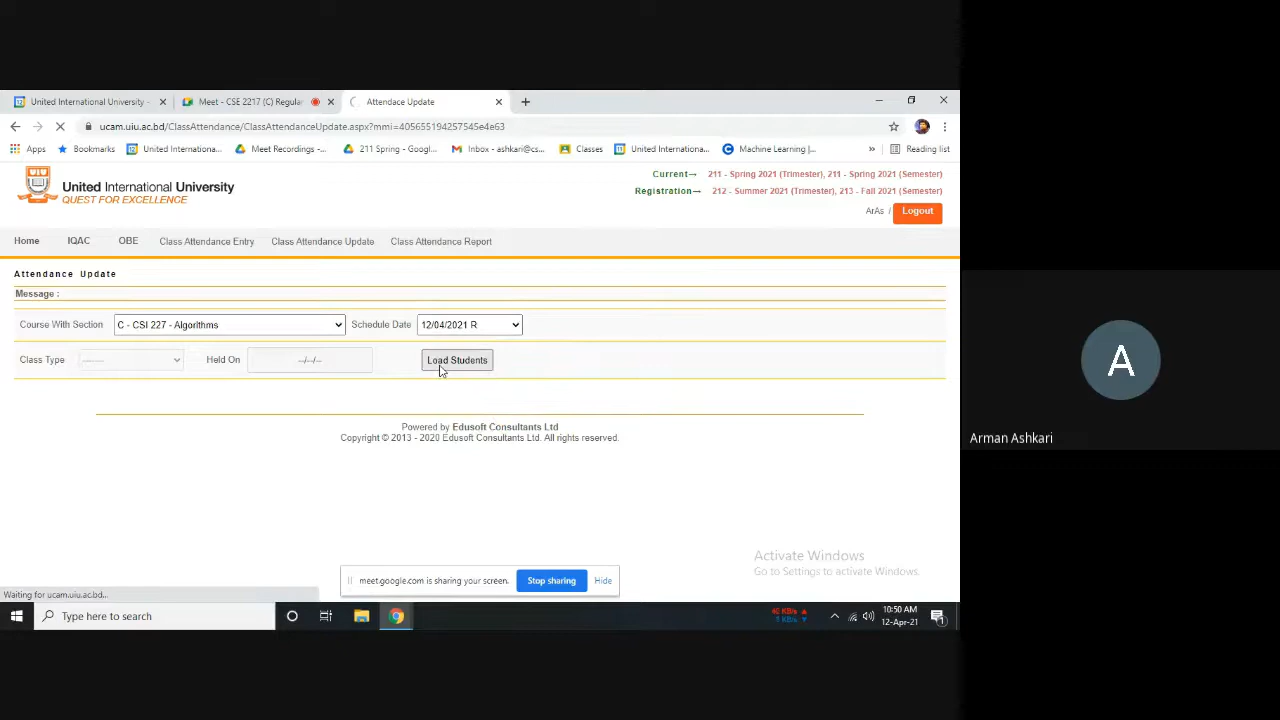 United International University - Meet - CSE 2217 (C) Regula Attendace Update
ucam.uiu.ac.bd/ClassAttendance/ClassAttendanceUpdate.aspx?mmi=405655194257545e4e63
Apps Bookmarks United Internationa... Meet Recordings -... 211 Spring - Googl... Inbox - ashkari@cs... Classes United Internationa... Machine Learning |... » Reading list
Current→ 211 - Spring 2021 (Trimester), 211 - Spring 2021 (Semester)
United International University
QUEST FOR EXCELLENCE
Registration→ 212 - Summer 2021 (Trimester), 213 - Fall 2021 (Semester)
ArAs / Logout
Home IQAC OBE Class Attendance Entry Class Attendance Update Class Attendance Report
Attendance Update
Message :
Course With Section C - CSI 227 - Algorithms Schedule Date 12/04/2021 R
Class Type ------ Held On --/--/-- Load Students
Powered by Edusoft Consultants Ltd
Copyright © 2013 - 2020 Edusoft Consultants Ltd. All rights reserved.
A
Arman Ashkari
Activate Windows
Go to Settings to activate Windows.
meet.google.com is sharing your screen. Stop sharing Hide
Waiting for ucam.uiu.ac.bd...
Type here to search
40 KB/s
1 KB/s
10:50 AM
12-Apr-21
1